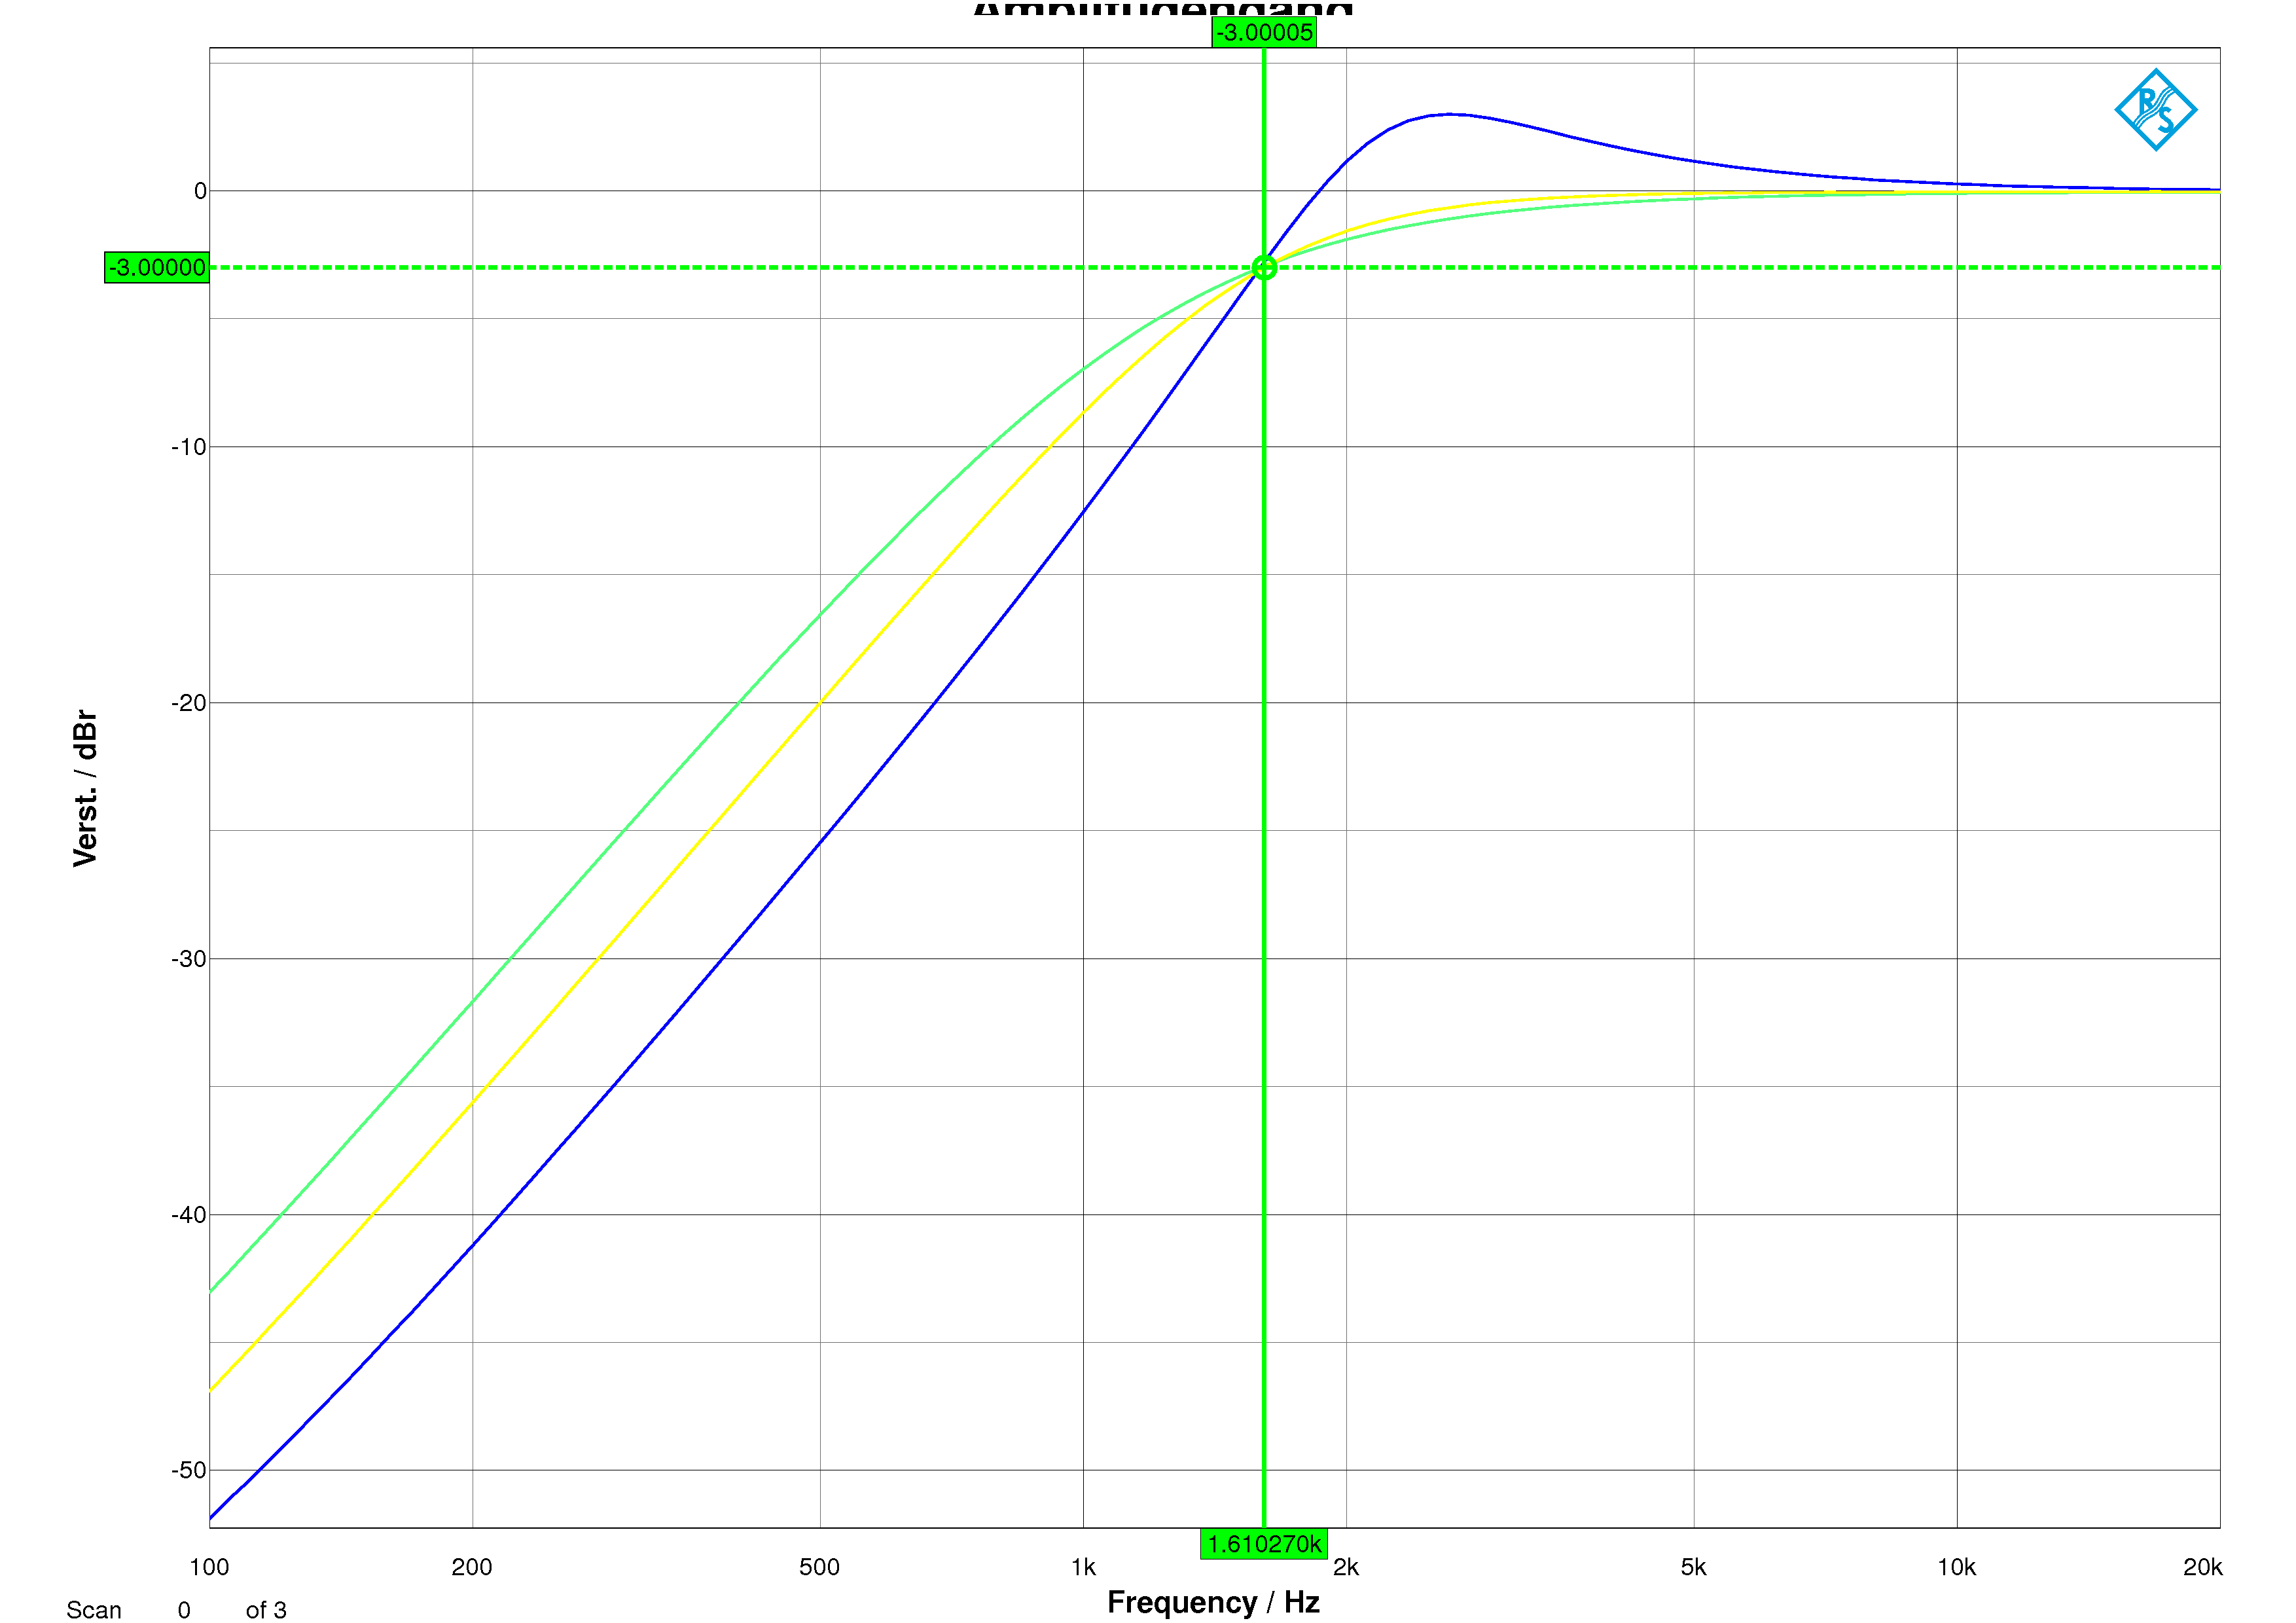 -3.00005
R
S
0
-3.00000
-10
-20
-30
-40
-50
Verst. / dBr
1.610270k
100 200 500 1k 2k 5k 10k 20k
Frequency / Hz
Scan 0 of 3